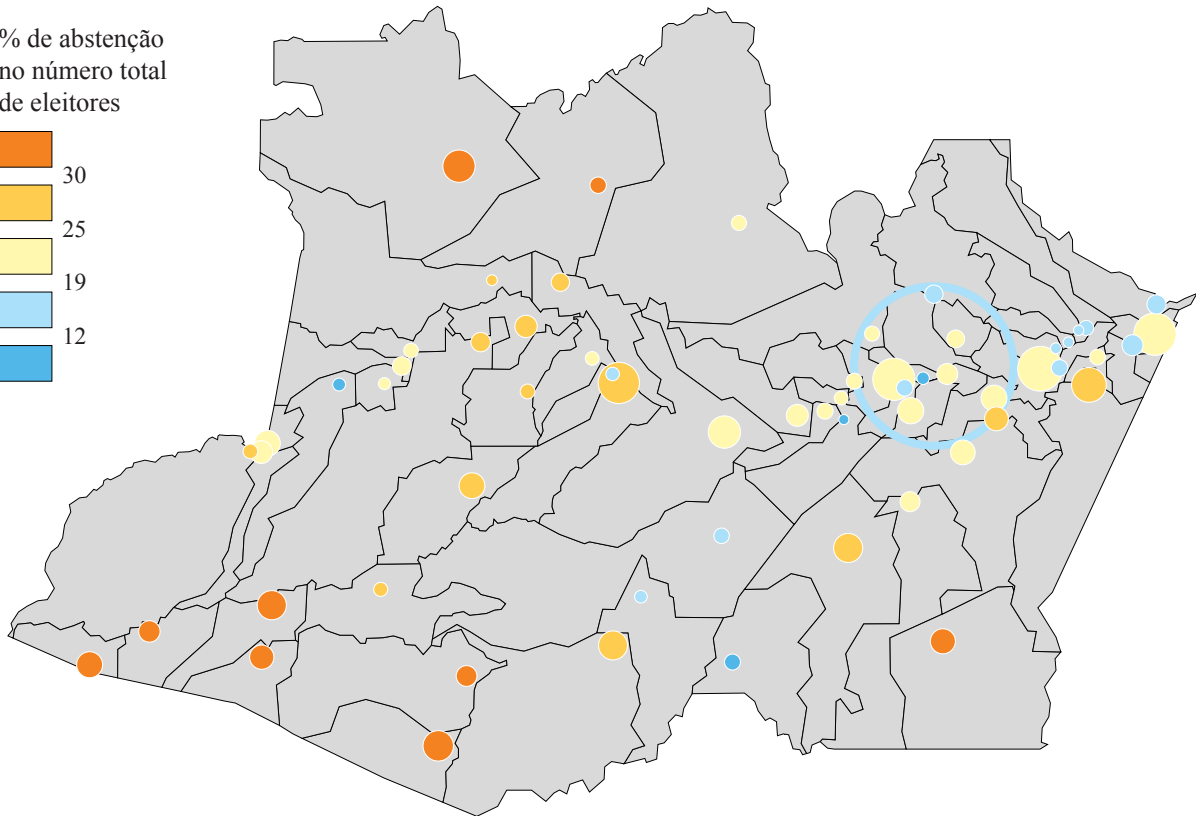 % de abstenção
no número total
de eleitores
30
25
19
12